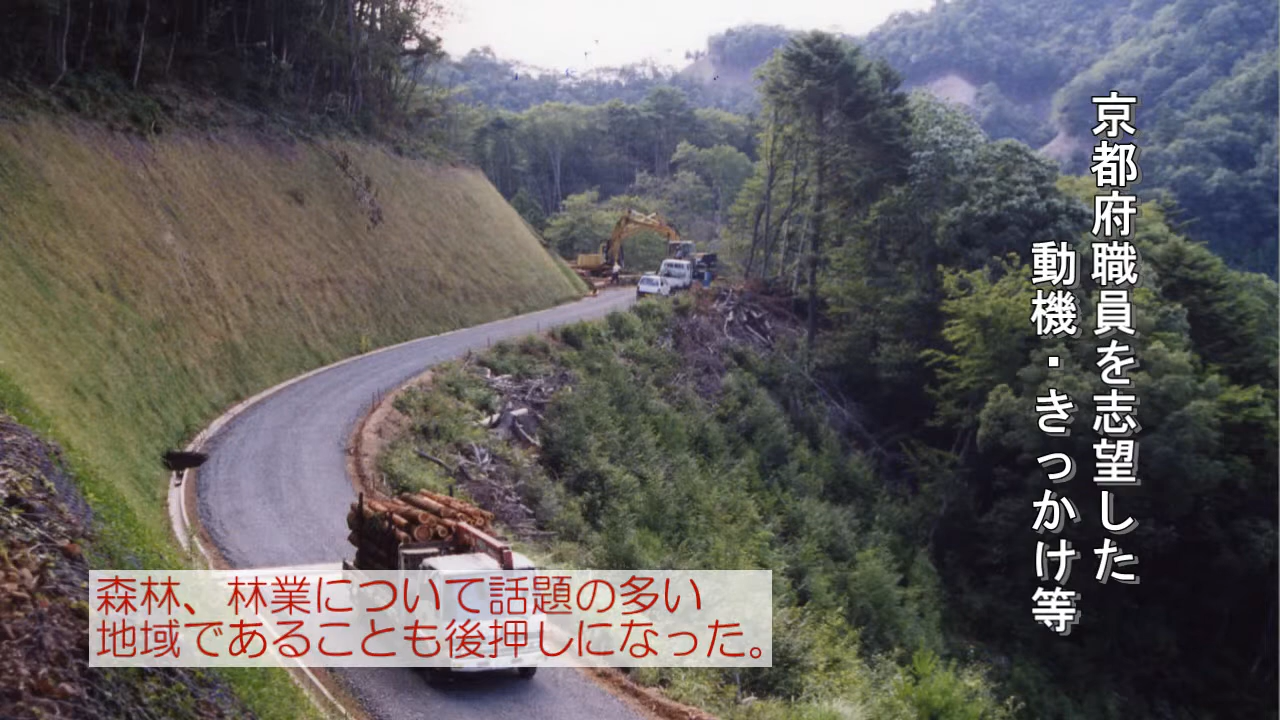 京都府職員を志望した
動機・きっかけ等
森林、林業について話題の多い
地域であることも後押しになった。